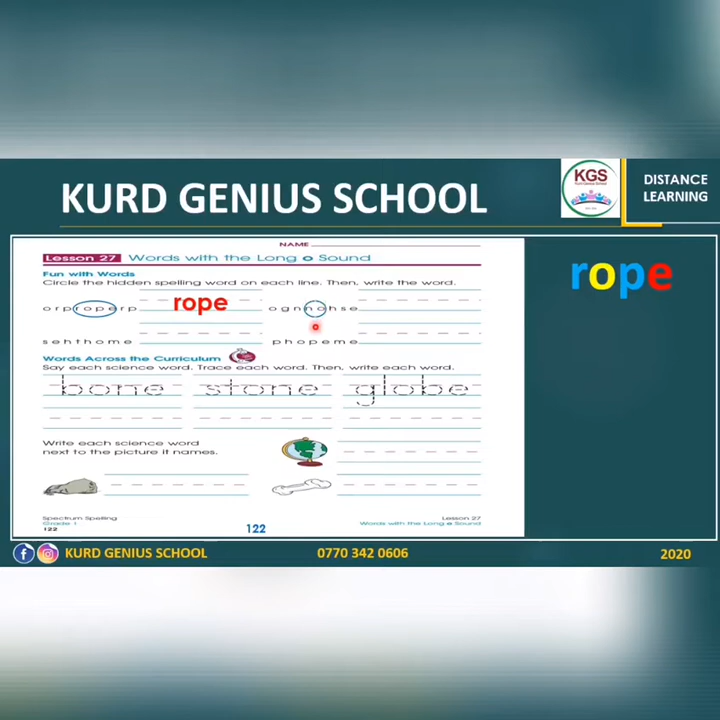 KURD GENIUS SCHOOL
KGS
DISTANCE
LEARNING
NAME
Lesson 27 Words with the Long o Sound
Fun with Words
Circle the hidden spelling word on each line. Then, write the word.
o r p r o p e r p rope o g n n o h s e
s e h t h o m e p h o p e m e
Words Across the Curriculum
Say each science word. Trace each word. Then, write each word.
bone stone globe
Write each science word
next to the picture it names.
Spectrum Spelling
Grade 1
122
122
Lesson 27
Words with the Long o Sound
rope
KURD GENIUS SCHOOL 0770 342 0606 2020